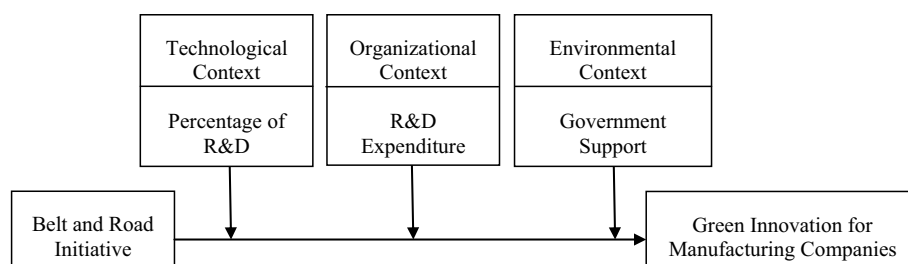 Technological
Context
Percentage of
R&D
Organizational
Context
R&D
Expenditure
Environmental
Context
Government
Support
Belt and Road
Initiative
Green Innovation for
Manufacturing Companies